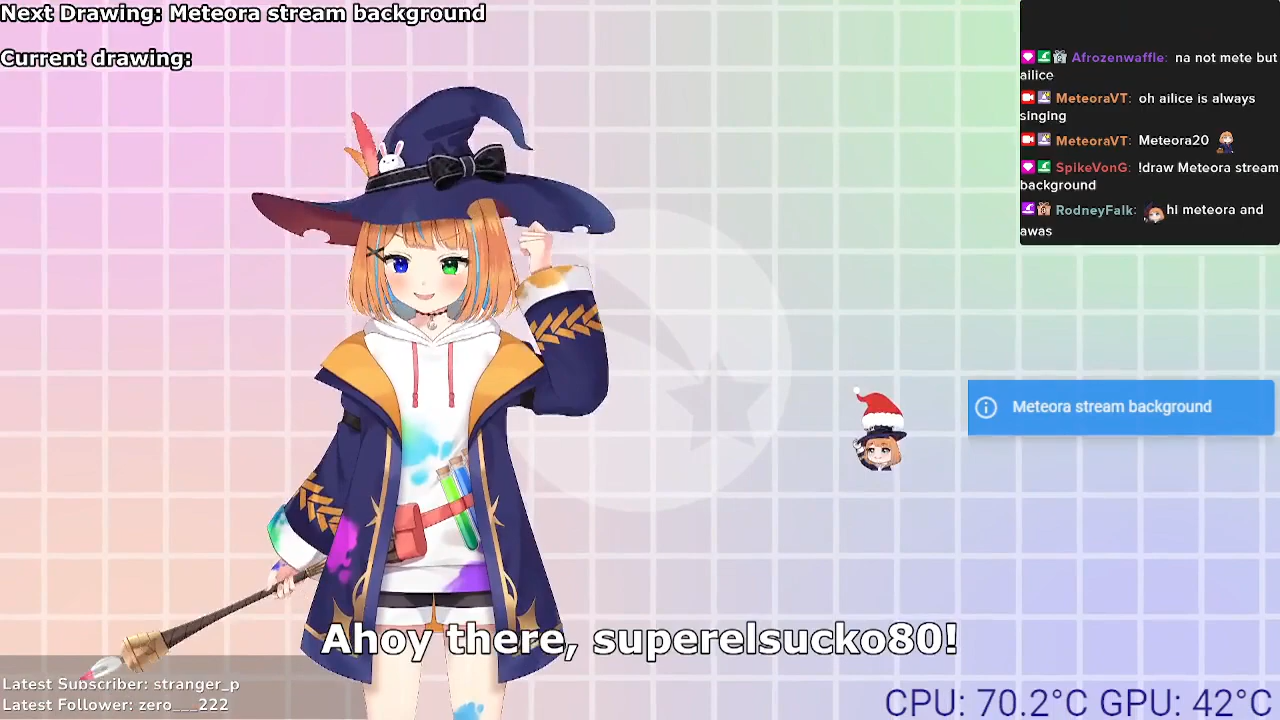 Next Drawing: Meteora stream background
Current drawing:
Afrozenwaffle: na not mete but
ailice
MeteoraVT: oh ailice is always
singing
MeteoraVT: Meteora20
SpikeVonG: !draw Meteora stream
background
RodneyFalk: hi meteora and
awas
Meteora stream background
Ahoy there, superelsucko80!
Latest Subscriber: stranger_p
Latest Follower: zero___222
CPU: 70.2°C GPU: 42°C